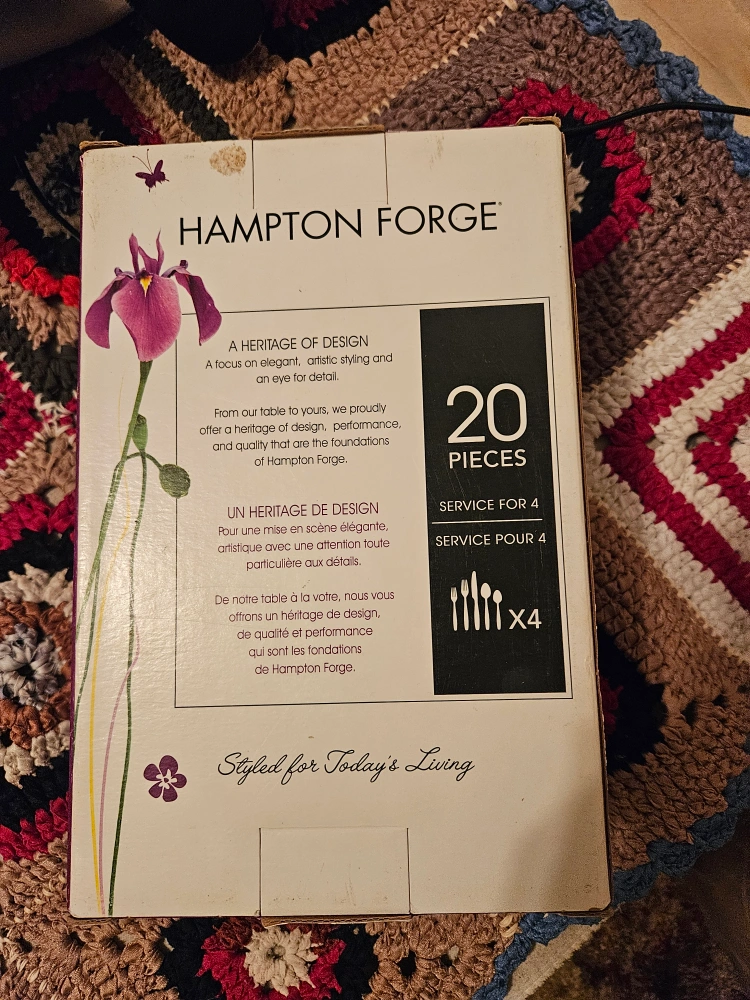 HAMPTON FORGE®
A HERITAGE OF DESIGN
A focus on elegant, artistic styling and
an eye for detail.
From our table to yours, we proudly
offer a heritage of design, performance,
and quality that are the foundations
of Hampton Forge.
UN HERITAGE DE DESIGN
Pour une mise en scène élégante,
artistique avec une attention toute
particulière aux détails.
De notre table à la votre, nous vous
offrons un héritage de design,
de qualité et performance
qui sont les fondations
de Hampton Forge.
20
PIECES
SERVICE FOR 4
SERVICE POUR 4
X4
Styled for Today's Living